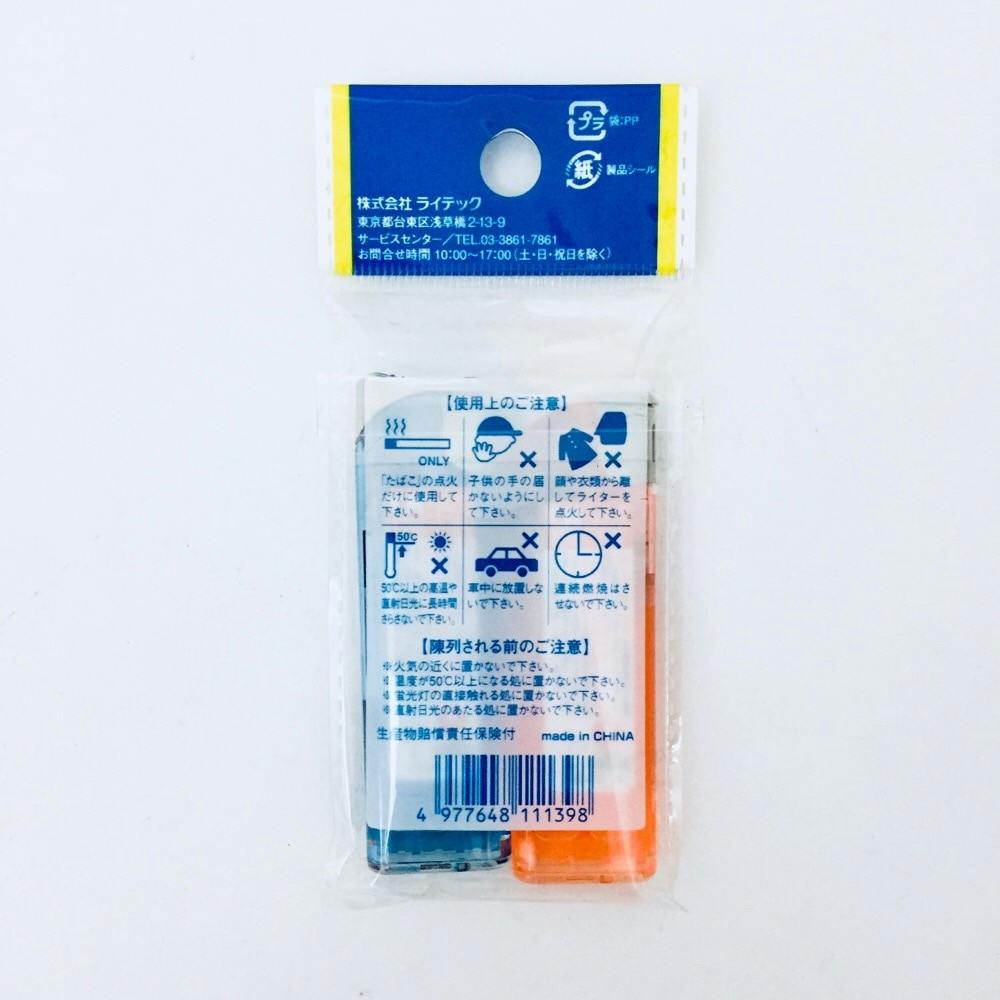 プラ 袋:PP
紙 製品シール
株式会社 ライテック
東京都台東区浅草橋2-13-9
サービスセンター/TEL.03-3861-7861
お問合せ時間 10:00〜17:00(土・日・祝日を除く)
【使用上のご注意】
ONLY
「たばこ」の点火
だけに使用して
下さい。
子供の手の届
かないようにし
て下さい。
顔や衣類から離
してライターを
点火して下さい。
50℃
50℃以上の高温や
直射日光に長時間
さらさないで下さい。
車中に放置しな
いで下さい。
連続燃焼はさ
せないで下さい。
【陳列される前のご注意】
※火気の近くに置かないで下さい。
※温度が50℃以上になる処に置かないで下さい。
※蛍光灯の直接触れる処に置かないで下さい。
※直射日光のあたる処に置かないで下さい。
生産物賠償責任保険付 made in CHINA
4 977648 111398